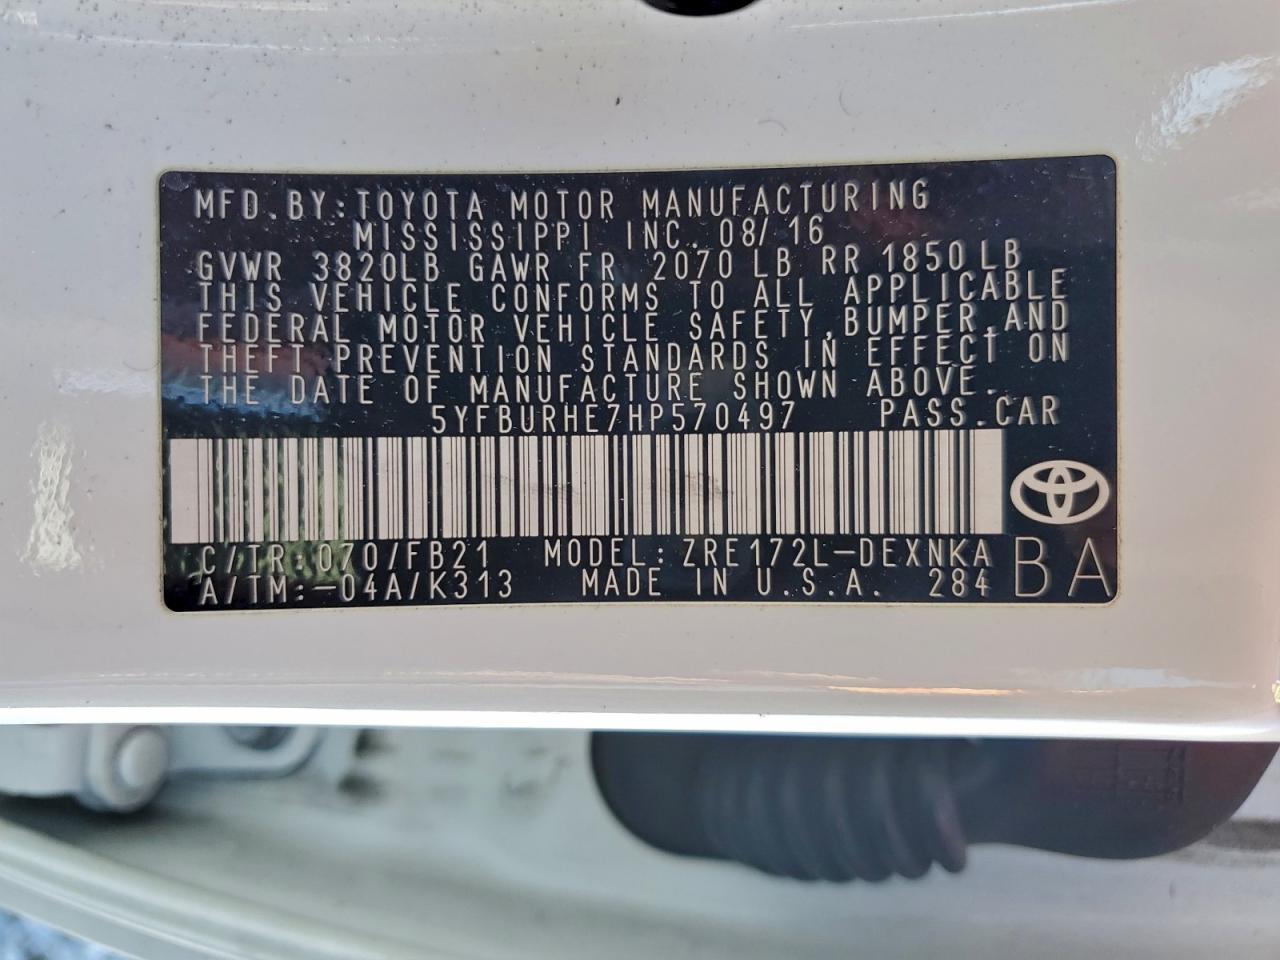 MFD.BY:TOYOTA MOTOR MANUFACTURING
MISSISSIPPI INC. 08/16
GVWR 3820LB GAWR FR 2070LB RR 1850LB
THIS VEHICLE CONFORMS TO ALL APPLICABLE
FEDERAL MOTOR VEHICLE SAFETY,BUMPER,AND
THEFT PREVENTION STANDARDS IN EFFECT ON
THE DATE OF MANUFACTURE SHOWN ABOVE.
5YFBURHE7HP570497 PASS.CAR
C/TR:070/FB21 MODEL:ZRE172L-DEXNKA
A/TM:-04A/K313 MADE IN U.S.A. 284 BA